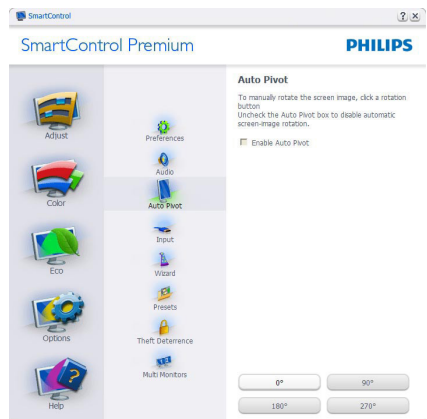 SmartControl
SmartControl Premium
PHILIPS
Adjust
Color
Eco
Options
Help
Preferences
Audio
Auto Pivot
Input
Wizard
Presets
Theft Deterrence
Multi Monitors
Auto Pivot
To manually rotate the screen image, click a rotation
button
Uncheck the Auto Pivot box to disable automatic
screen-image rotation.
Enable Auto Pivot
0°
90°
180°
270°